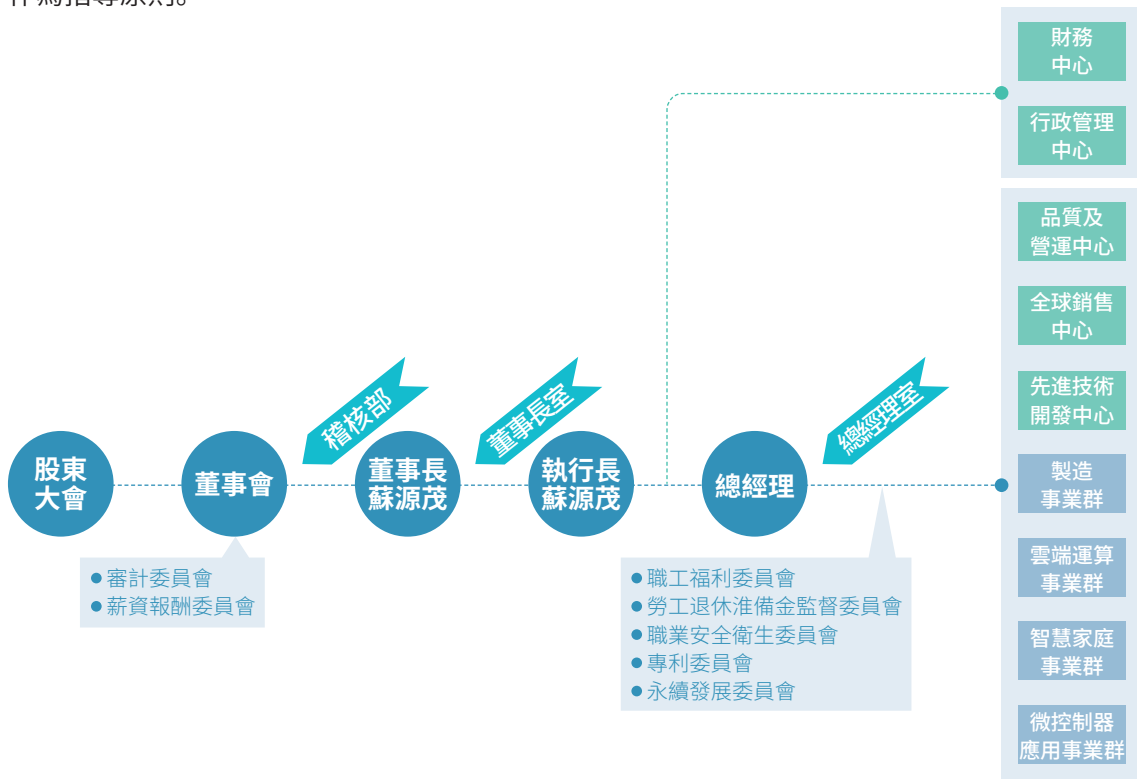 作為指導原則。
財務
中心
行政管理
中心
品質及
營運中心
全球銷售
中心
先進技術
開發中心
製造
事業群
雲端運算
事業群
智慧家庭
事業群
微控制器
應用事業群
稽核部
董事長室
總經理室
股東
大會
董事會
董事長
蘇源茂
執行長
蘇源茂
總經理
●審計委員會
●薪資報酬委員會
●職工福利委員會
●勞工退休淮備金監督委員會
●職業安全衛生委員會
●專利委員會
●永續發展委員會